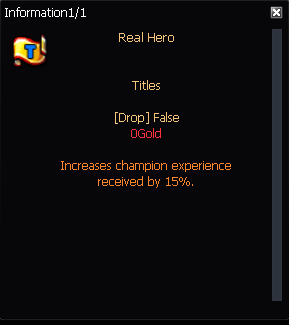 Information1/1
T
Real Hero
Titles
[Drop] False
0Gold
Increases champion experience
received by 15%.